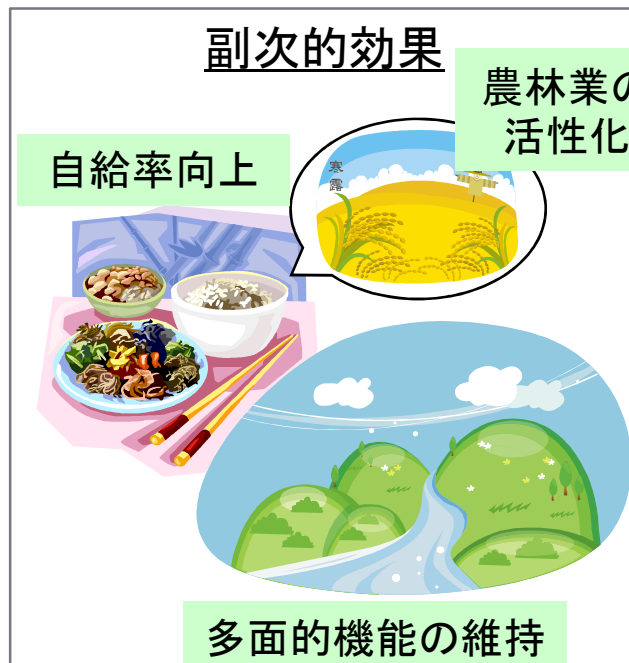 副次的効果
農林業の
活性化
自給率向上
寒
露
多面的機能の維持